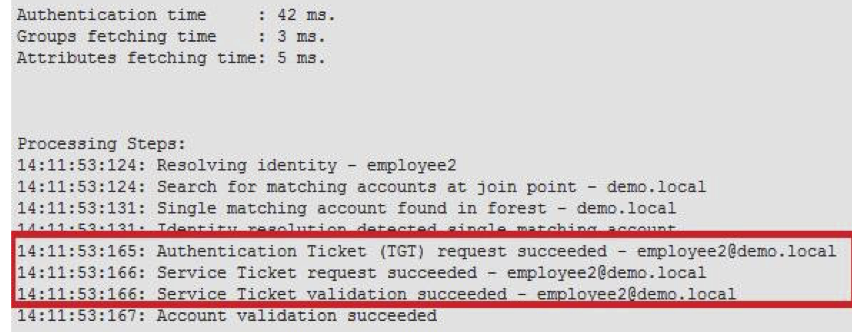 Authentication time     : 42 ms.
Groups fetching time    : 3 ms.
Attributes fetching time: 5 ms.
Processing Steps:
14:11:53:124: Resolving identity - employee2
14:11:53:124: Search for matching accounts at join point - demo.local
14:11:53:131: Single matching account found in forest - demo.local
14:11:53:131: Identity resolution detected single matching account
14:11:53:165: Authentication Ticket (TGT) request succeeded - employee2@demo.local
14:11:53:166: Service Ticket request succeeded - employee2@demo.local
14:11:53:166: Service Ticket validation succeeded - employee2@demo.local
14:11:53:167: Account validation succeeded